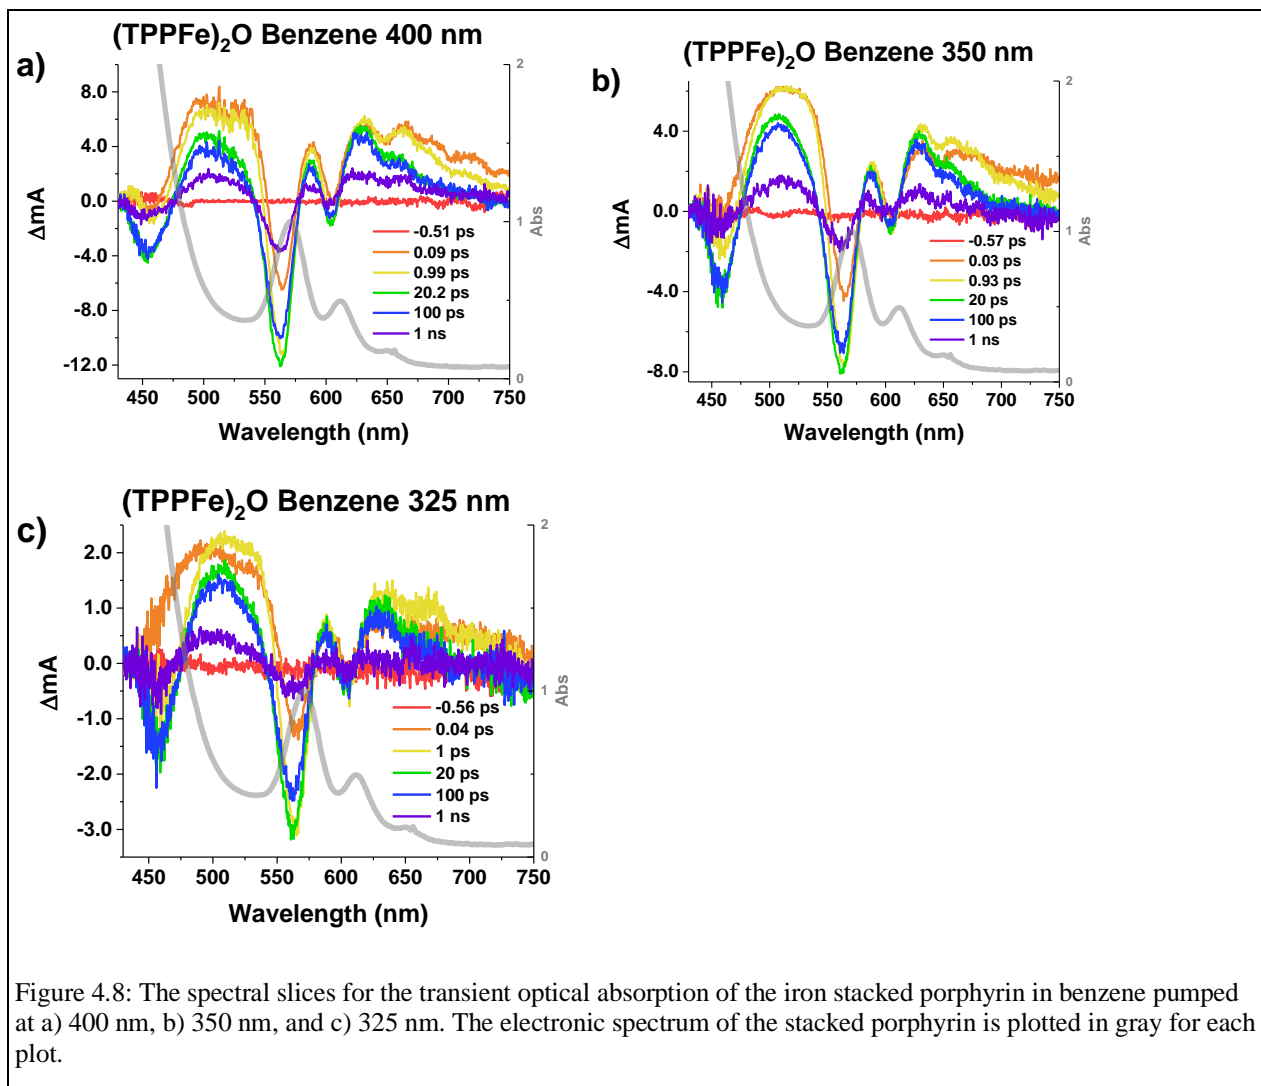 (TPPFe)2O Benzene 400 nm
a)
8.0
4.0
0.0
-4.0
-8.0
-12.0
ΔmA
2
1
0
Abs
-0.51 ps
0.09 ps
0.99 ps
20.2 ps
100 ps
1 ns
450 500 550 600 650 700 750
Wavelength (nm)
(TPPFe)2O Benzene 350 nm
b)
4.0
0.0
-4.0
-8.0
ΔmA
2
1
0
Abs
-0.57 ps
0.03 ps
0.93 ps
20 ps
100 ps
1 ns
450 500 550 600 650 700 750
Wavelength (nm)
(TPPFe)2O Benzene 325 nm
c)
2.0
1.0
0.0
-1.0
-2.0
-3.0
ΔmA
2
1
0
Abs
-0.56 ps
0.04 ps
1 ps
20 ps
100 ps
1 ns
450 500 550 600 650 700 750
Wavelength (nm)
Figure 4.8: The spectral slices for the transient optical absorption of the iron stacked porphyrin in benzene pumped
at a) 400 nm, b) 350 nm, and c) 325 nm. The electronic spectrum of the stacked porphyrin is plotted in gray for each
plot.